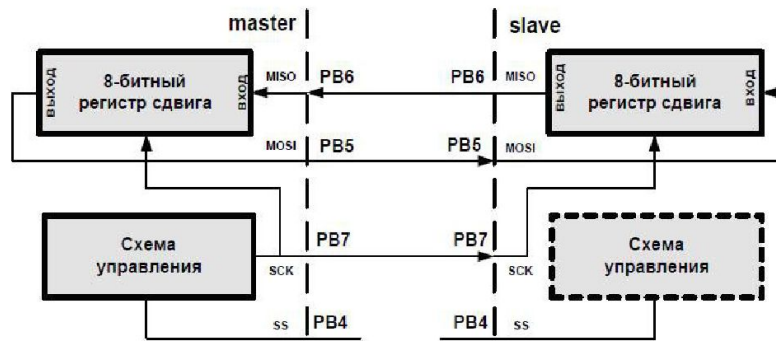 master slave
ВЫХОД
8-битный
регистр сдвига
ВХОД
MISO PB6 PB6 MISO
ВЫХОД
8-битный
регистр сдвига
ВХОД
MOSI PB5 PB5 MOSI
Схема
управления
PB7 PB7
SCK SCK
Схема
управления
SS PB4 PB4 SS